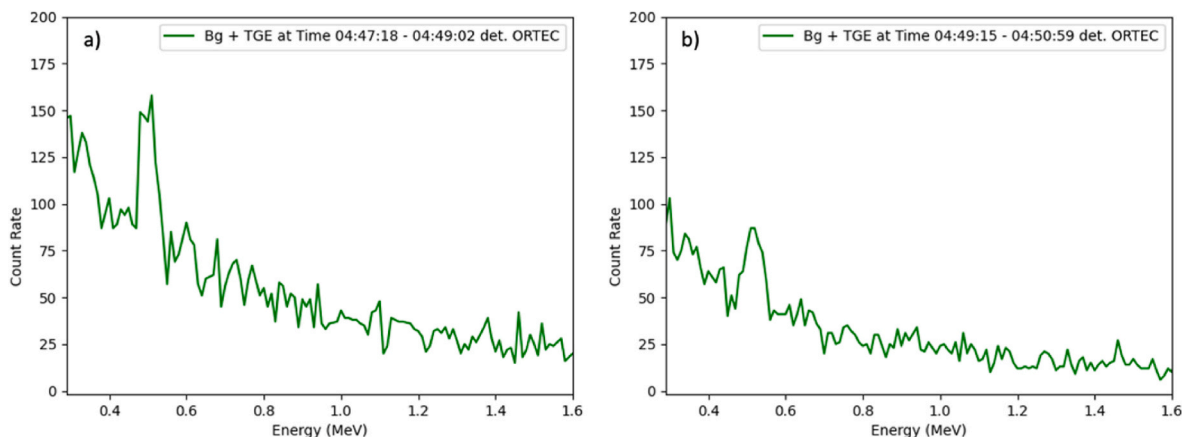 a)
Bg + TGE at Time 04:47:18 - 04:49:02 det. ORTEC
200
175
150
125
100
75
50
25
0
Count Rate
0.4 0.6 0.8 1.0 1.2 1.4 1.6
Energy (MeV)
b)
Bg + TGE at Time 04:49:15 - 04:50:59 det. ORTEC
200
175
150
125
100
75
50
25
0
Count Rate
0.4 0.6 0.8 1.0 1.2 1.4 1.6
Energy (MeV)